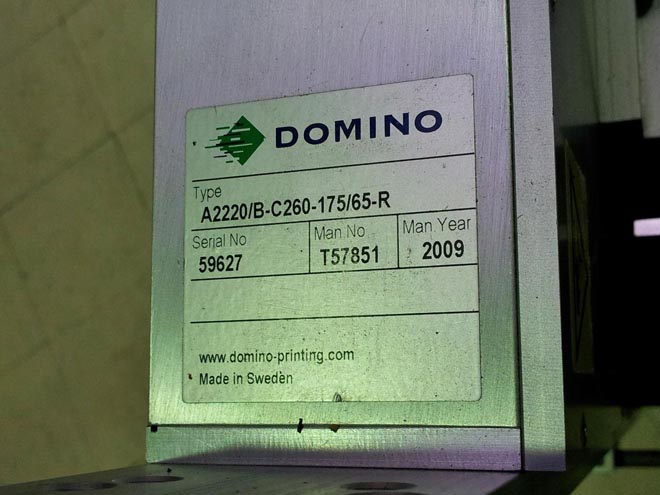 DOMINO
Type
A2220/B-C260-175/65-R
Serial No
Man.No
Man.Year
59627
T57851
2009
www.domino-printing.com
Made in Sweden